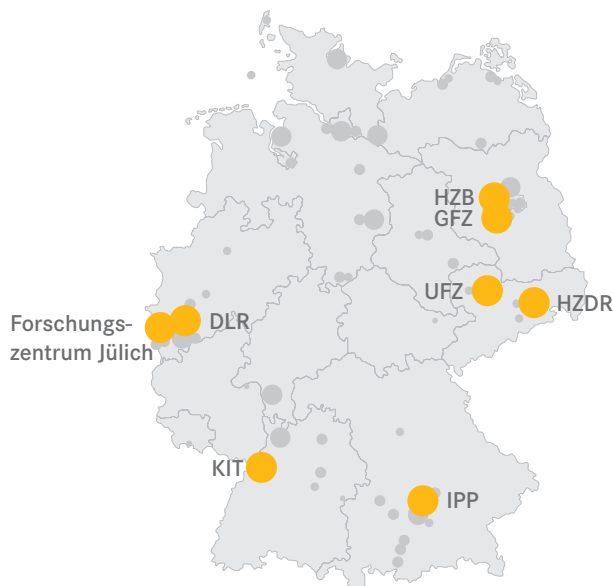 HZB
GFZ
UFZ
HZDR
DLR
Forschungs-
zentrum Jülich
KIT
IPP